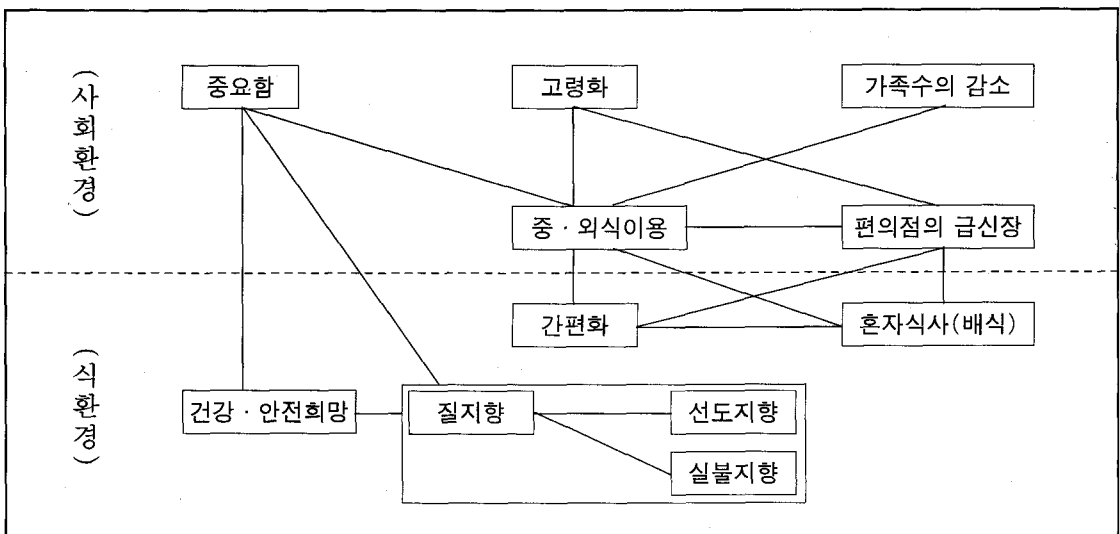 (사회환경)
중요함
고령화
가족수의 감소
중 · 외식이용
편의점의 급신장
(식환경)
간편화
혼자식사(배식)
건강 · 안전희망
질지향
선도지향
실불지향